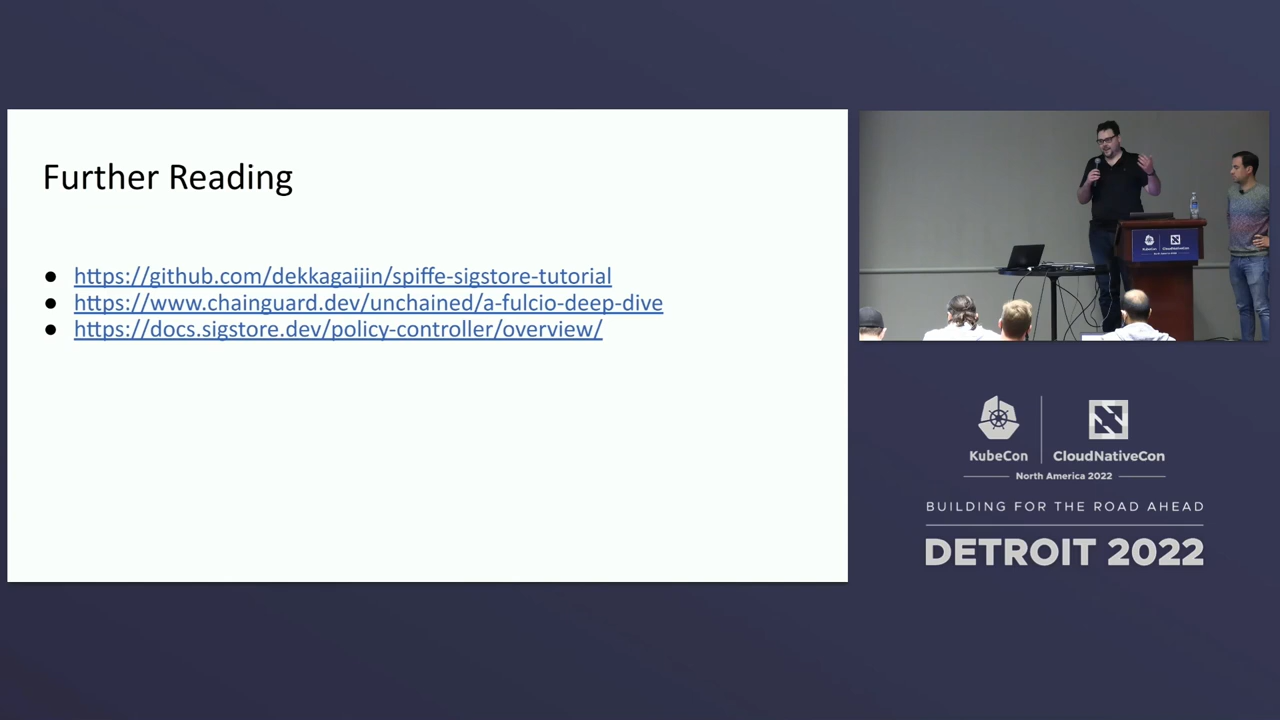 Further Reading
● https://github.com/dekkagaijin/spiffe-sigstore-tutorial
● https://www.chainguard.dev/unchained/a-fulcio-deep-dive
● https://docs.sigstore.dev/policy-controller/overview/
KubeCon
CloudNativeCon
North America 2022
BUILDING FOR THE ROAD AHEAD
DETROIT 2022